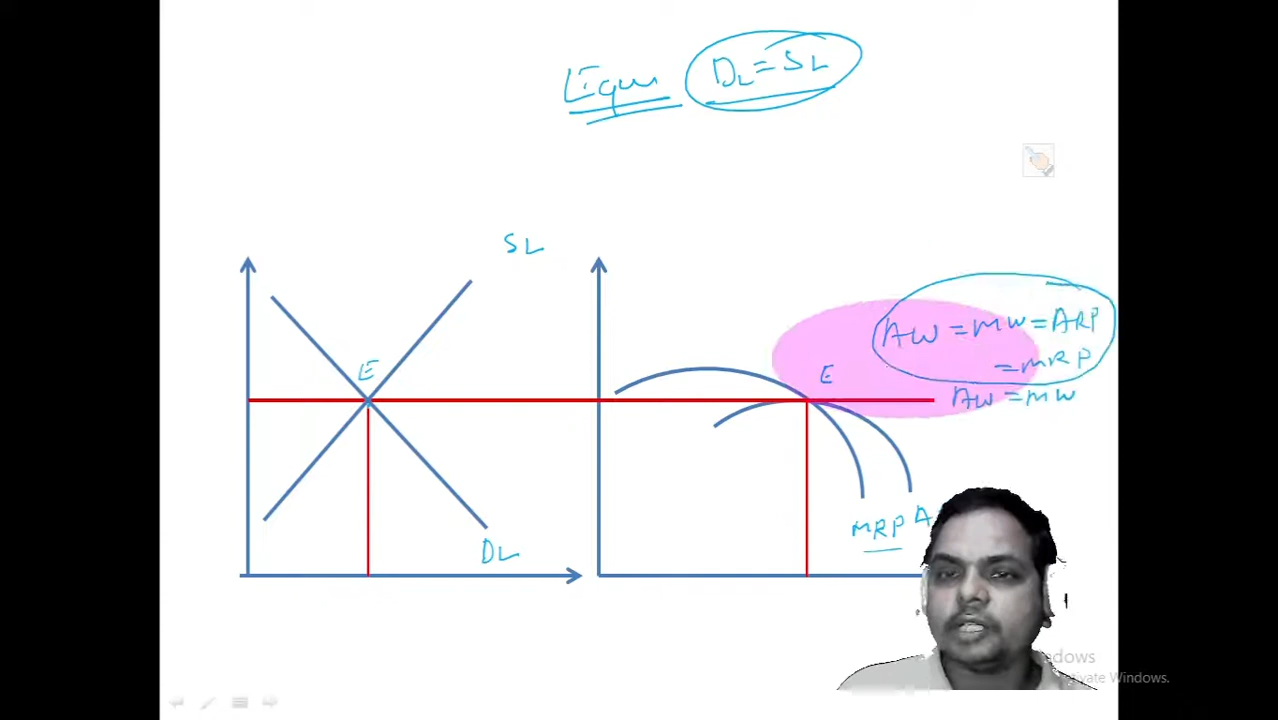 Equm DL = SL
SL
AW = MW = ARP
= MRP
E
E
AW = MW
MRP A
DL